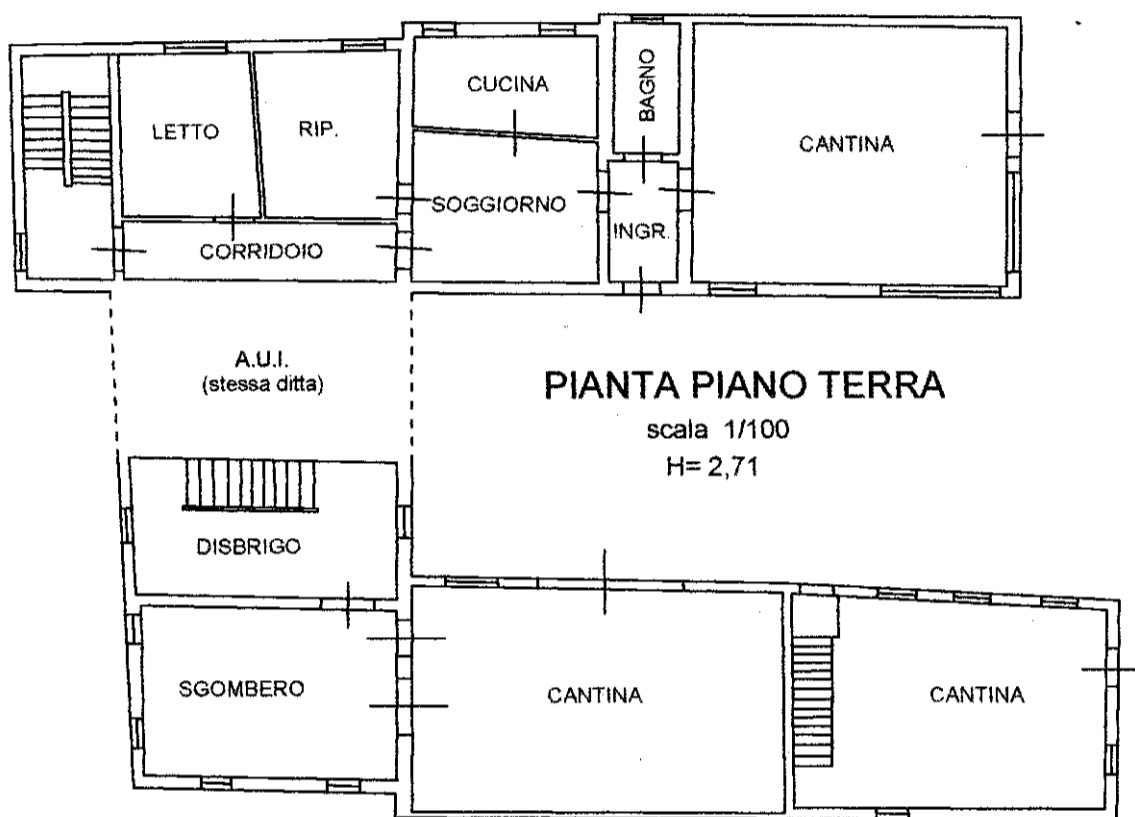 CUCINA
BAGNO
LETTO
RIP.
CANTINA
SOGGIORNO
INGR.
CORRIDOIO
A.U.I.
(stessa ditta)
PIANTA PIANO TERRA
scala 1/100
H= 2,71
DISBRIGO
SGOMBERO
CANTINA
CANTINA